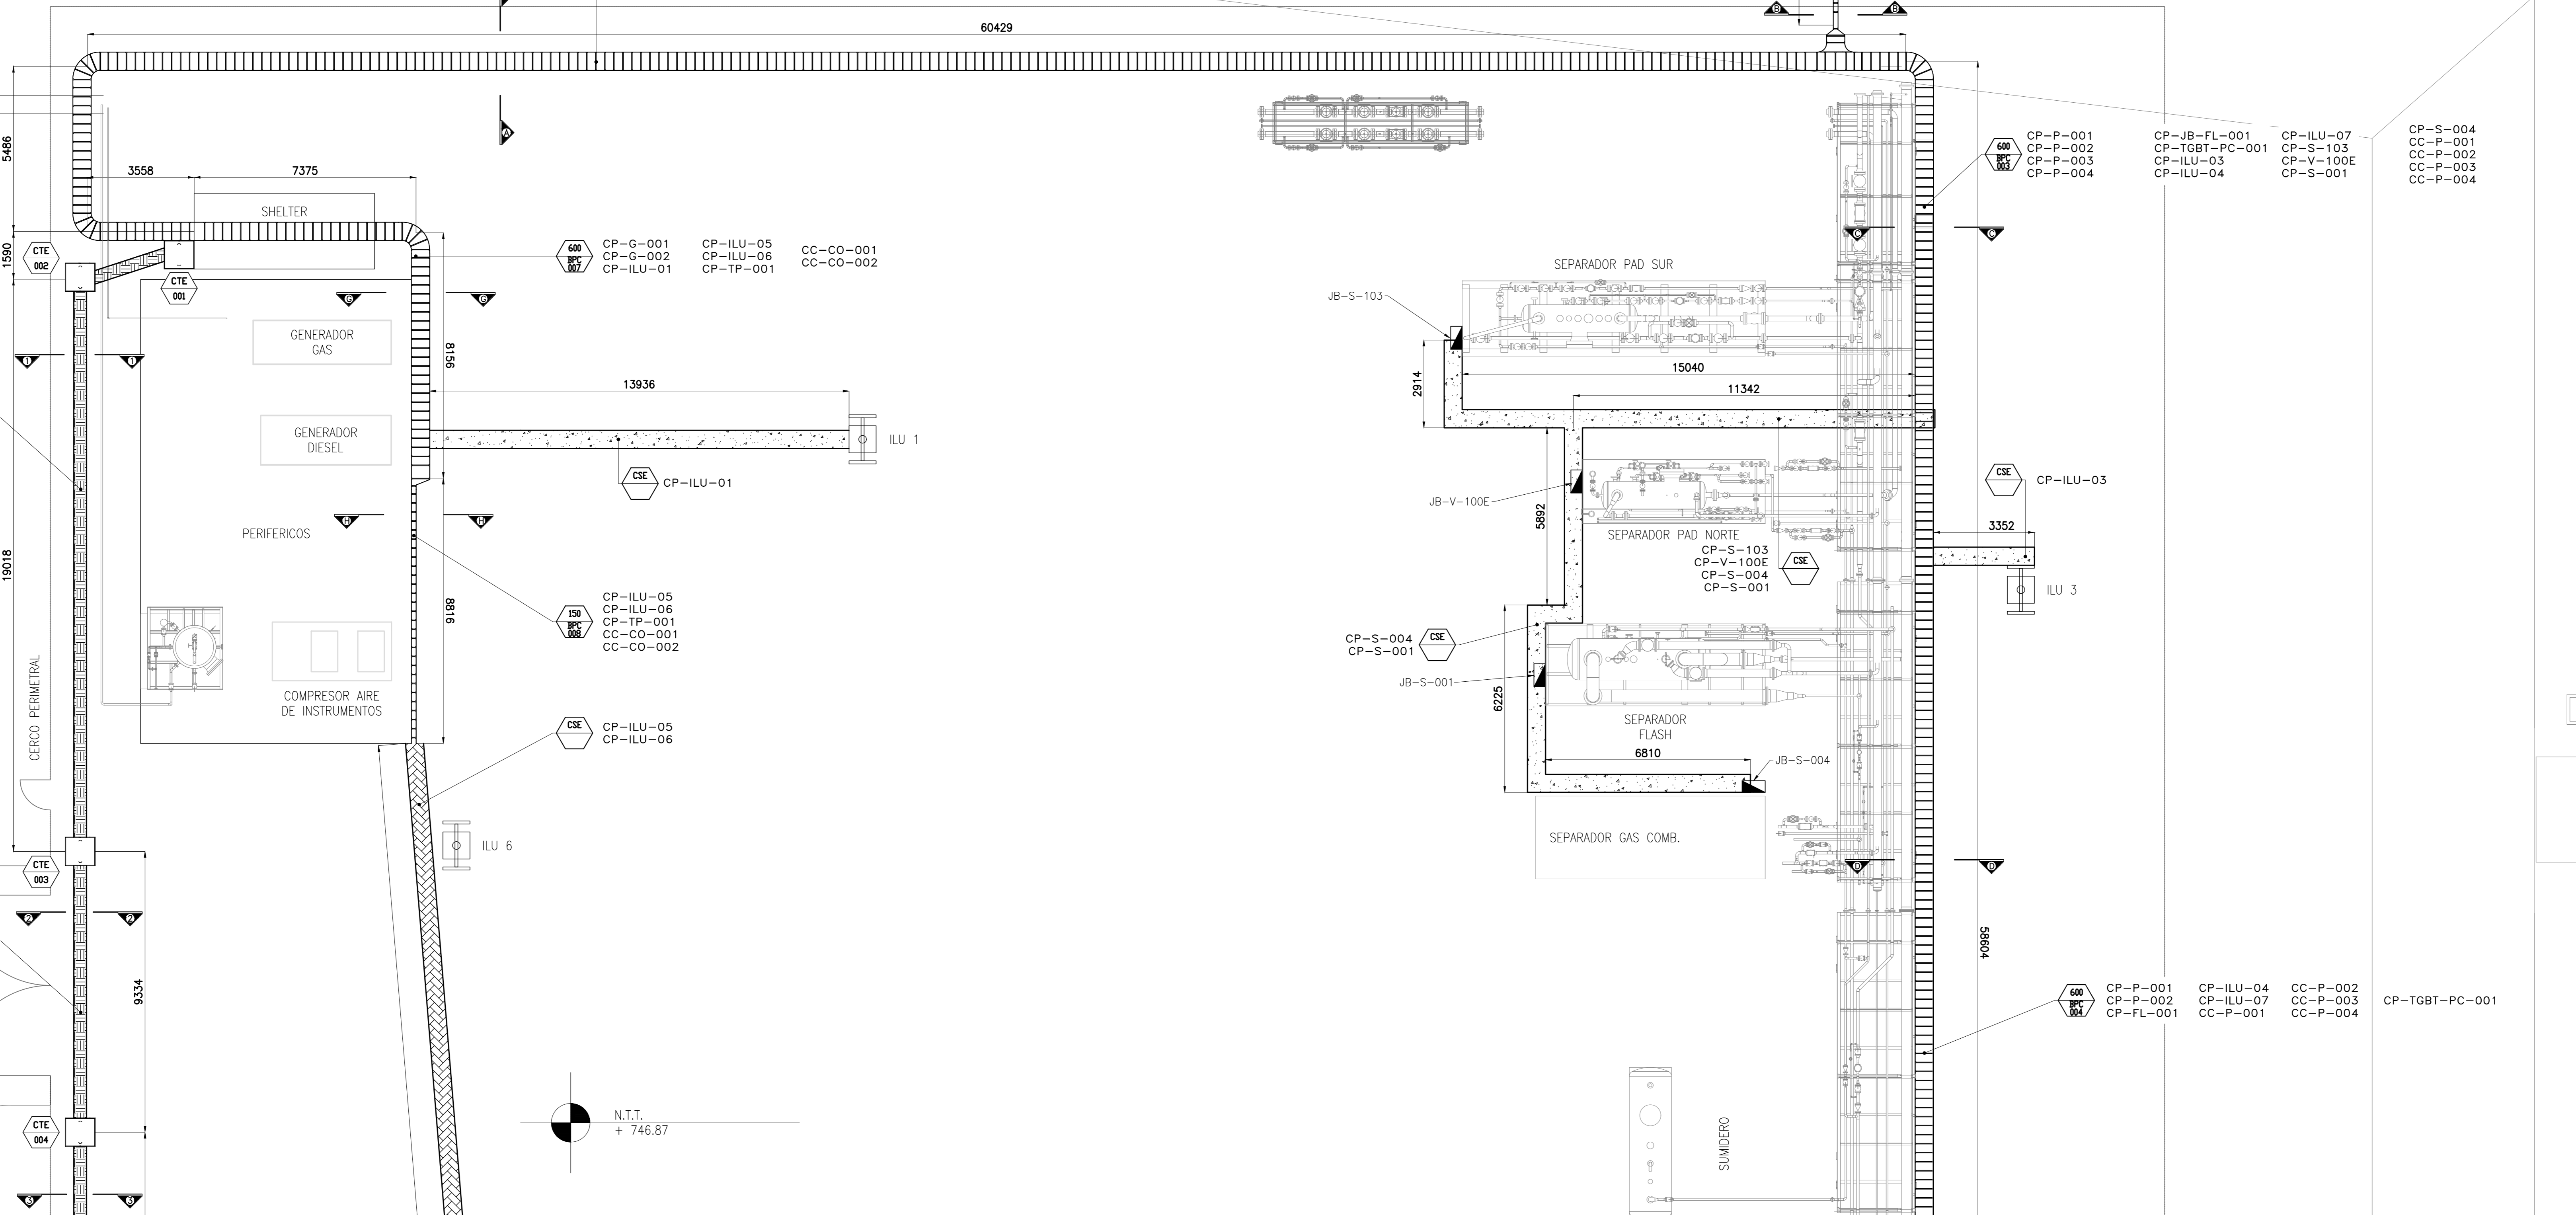 60429
B B
A
5486
3558 7375
SHELTER
1590
CTE
002
CTE
001
600
BPC
007
CP-G-001 CP-ILU-05 CC-CO-001
CP-G-002 CP-ILU-06 CC-CO-002
CP-ILU-01 CP-TP-001
600
BPC
003
CP-P-001 CP-JB-FL-001 CP-ILU-07 CP-S-004
CP-P-002 CP-TGBT-PC-001 CP-S-103 CC-P-001
CP-P-003 CP-ILU-03 CP-V-100E CC-P-002
CP-P-004 CP-ILU-04 CP-S-001 CC-P-003
CC-P-004
C C
G G
SEPARADOR PAD SUR
JB-S-103
GENERADOR
GAS
1 1
8156
15040
2914
13936
11342
GENERADOR
DIESEL
ILU 1
CSE
CP-ILU-01
JB-V-100E
CSE
CP-ILU-03
H H
PERIFERICOS
5892
SEPARADOR PAD NORTE
3352
CP-S-103
CP-V-100E
CP-S-004
CP-S-001
CSE
ILU 3
19018
8816
150
BPC
008
CP-ILU-05
CP-ILU-06
CP-TP-001
CC-CO-001
CC-CO-002
CP-S-004
CP-S-001
CSE
JB-S-001
6225
COMPRESOR AIRE
DE INSTRUMENTOS
CERCO PERIMETRAL
CSE
CP-ILU-05
CP-ILU-06
SEPARADOR
FLASH
6810
JB-S-004
SEPARADOR GAS COMB.
ILU 6
D D
CTE
003
2 2
9334
58604
600
BPC
004
CP-P-001 CP-ILU-04 CC-P-002
CP-P-002 CP-ILU-07 CC-P-003 CP-TGBT-PC-001
CP-FL-001 CC-P-001 CC-P-004
N.T.T.
+ 746.87
CTE
004
SUMIDERO
3 3